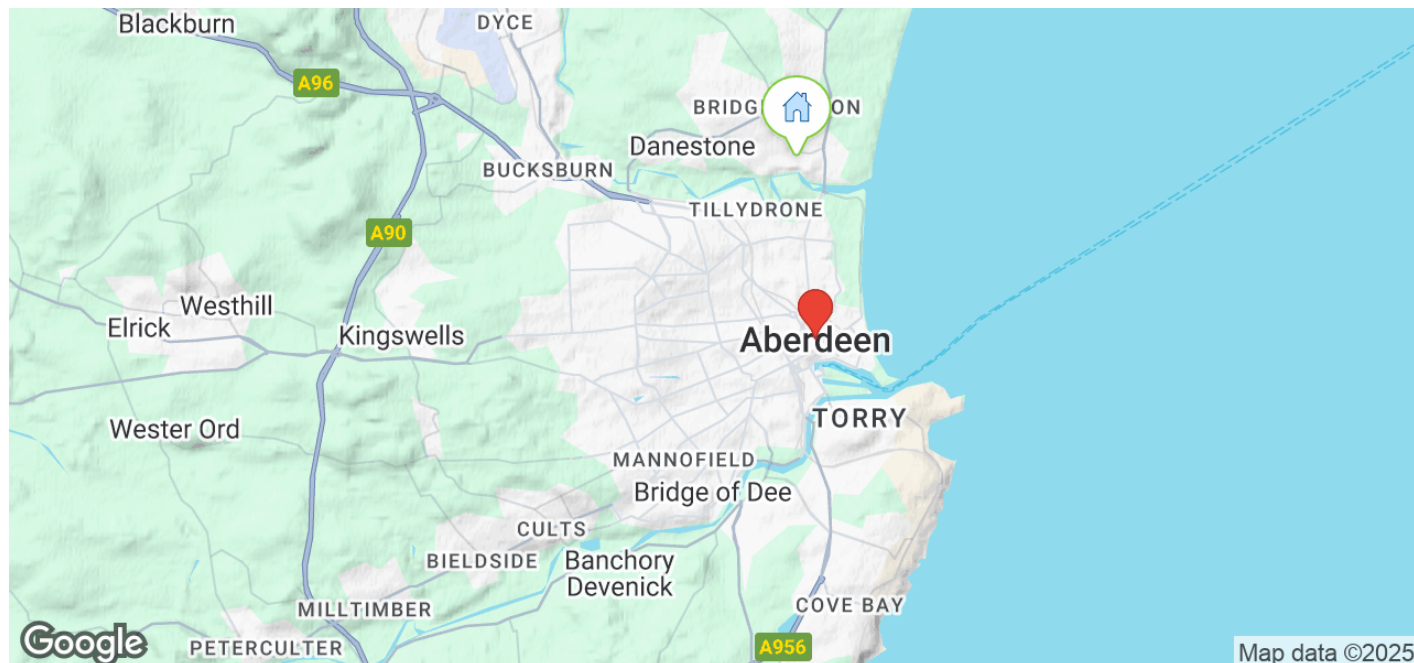 Blackburn
DYCE
A96
BRIDG
ON
Danestone
BUCKSBURN
TILLYDRONE
A90
Westhill
Elrick
Kingswells
Aberdeen
TORRY
Wester Ord
MANNOFIELD
Bridge of Dee
CULTS
BIELDSIDE
Banchory
Devenick
MILLTIMBER
COVE BAY
PETERCULTER
A956
Google
Map data ©2025